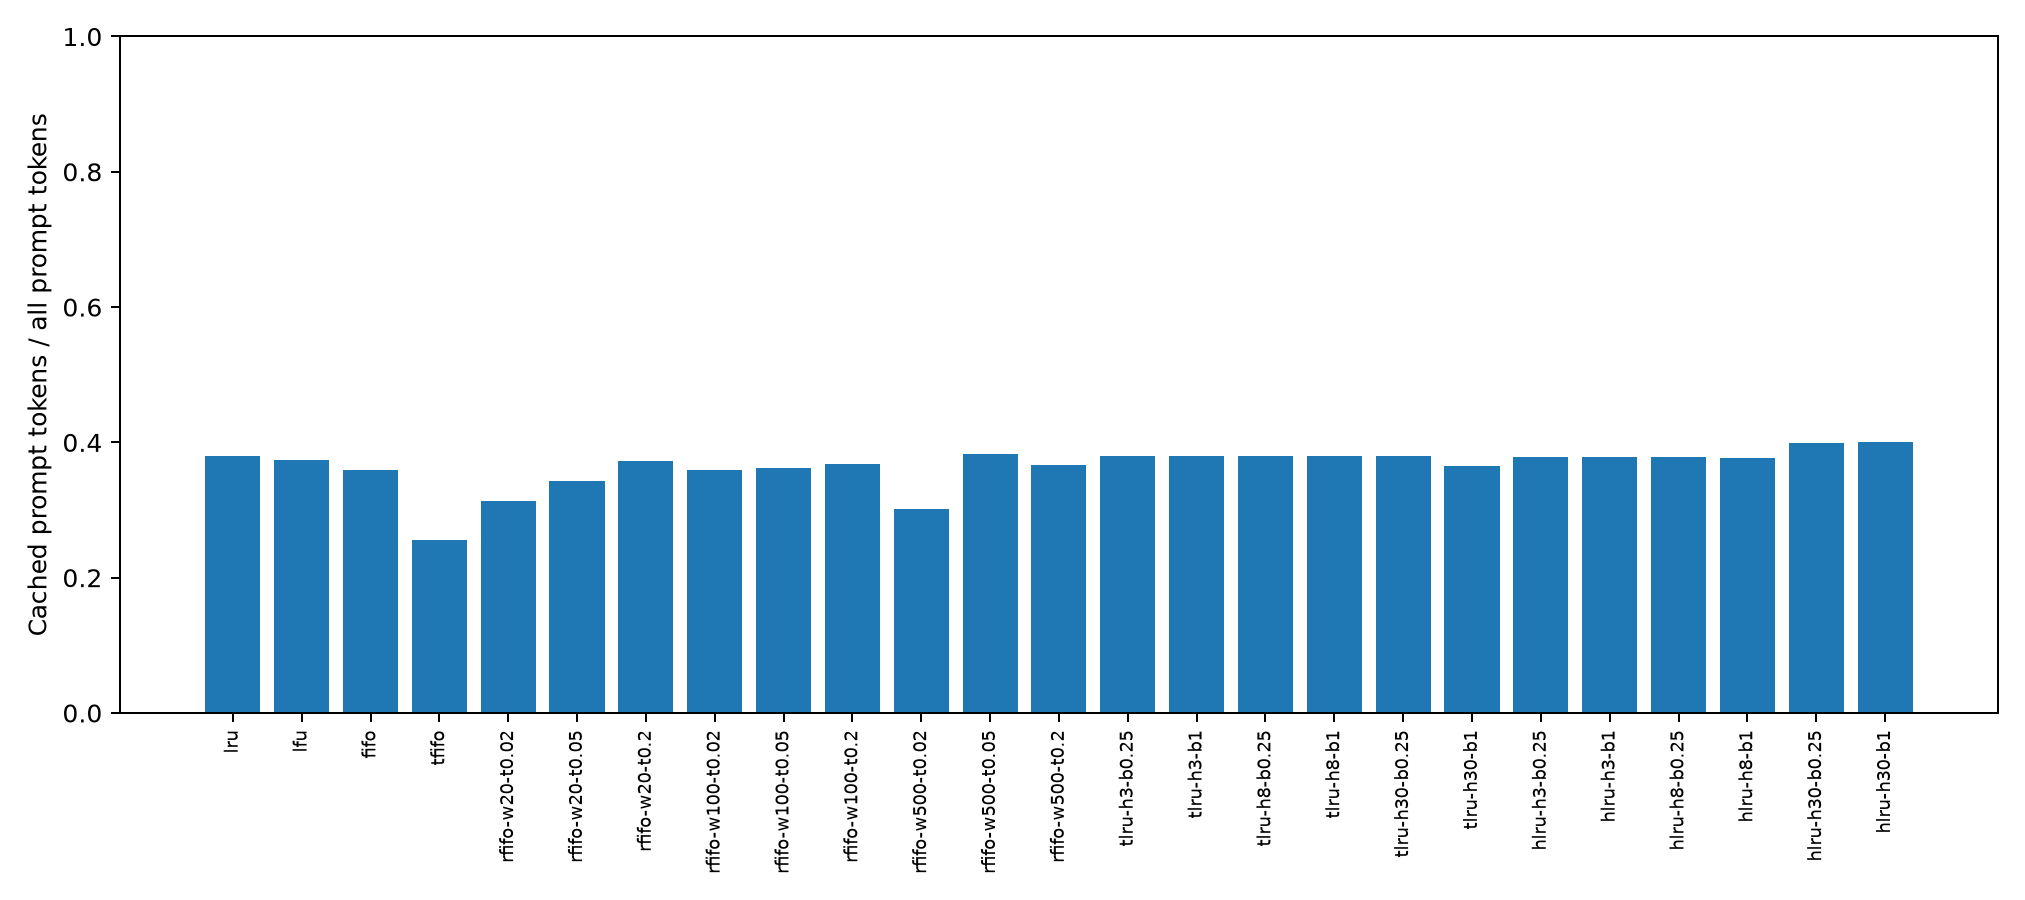 Cached prompt tokens / all prompt tokens
1.0
0.8
0.6
0.4
0.2
0.0
lru
lfu
fifo
tfifo
rfifo-w20-t0.02
rfifo-w20-t0.05
rfifo-w20-t0.2
rfifo-w100-t0.02
rfifo-w100-t0.05
rfifo-w100-t0.2
rfifo-w500-t0.02
rfifo-w500-t0.05
rfifo-w500-t0.2
tlru-h3-b0.25
tlru-h3-b1
tlru-h8-b0.25
tlru-h8-b1
tlru-h30-b0.25
tlru-h30-b1
hlru-h3-b0.25
hlru-h3-b1
hlru-h8-b0.25
hlru-h8-b1
hlru-h30-b0.25
hlru-h30-b1